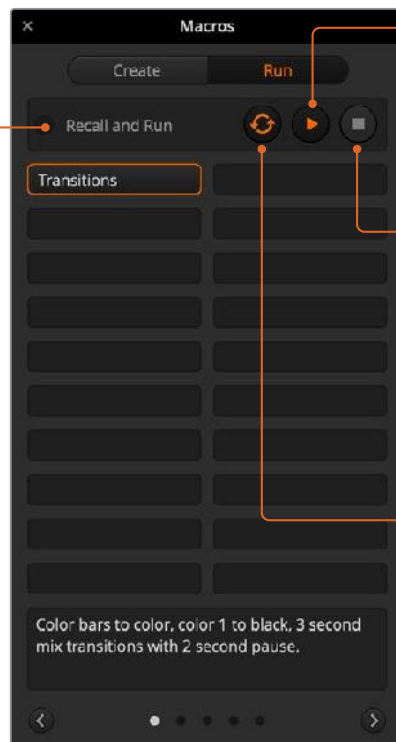 Macros
Create
Run
Recall and Run
Transitions
Color bars to color, color 1 to black, 3 second
mix transitions with 2 second pause.